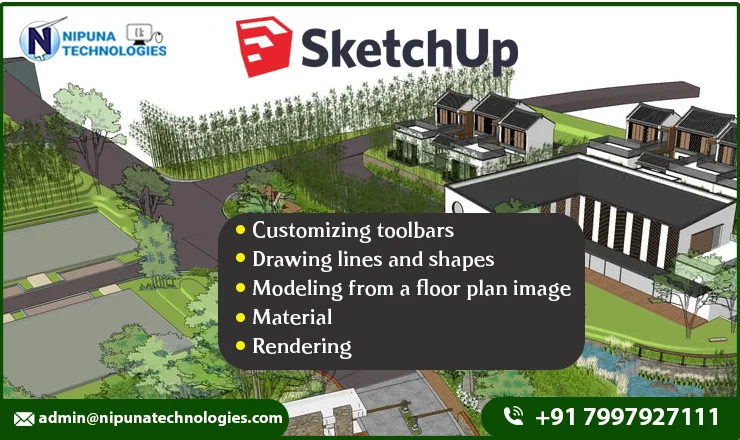 NIPUNA
TECHNOLOGIES
SketchUp
Customizing toolbars
Drawing lines and shapes
Modeling from a floor plan image
Material
Rendering
admin@nipunatechnologies.com
+91 7997927111